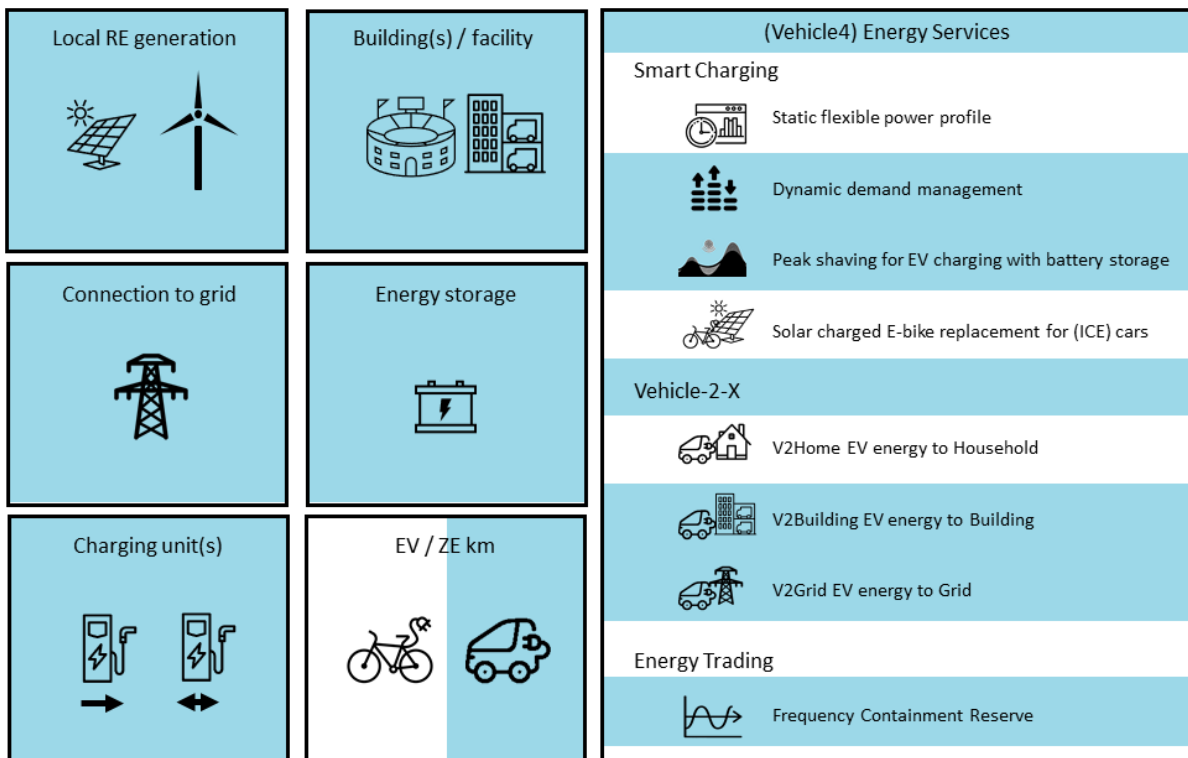 Local RE generation
Building(s) / facility
Connection to grid
Energy storage
Charging unit(s)
EV / ZE km
(Vehicle4) Energy Services
Smart Charging
Static flexible power profile
Dynamic demand management
Peak shaving for EV charging with battery storage
Solar charged E-bike replacement for (ICE) cars
Vehicle-2-X
V2Home EV energy to Household
V2Building EV energy to Building
V2Grid EV energy to Grid
Energy Trading
Frequency Containment Reserve